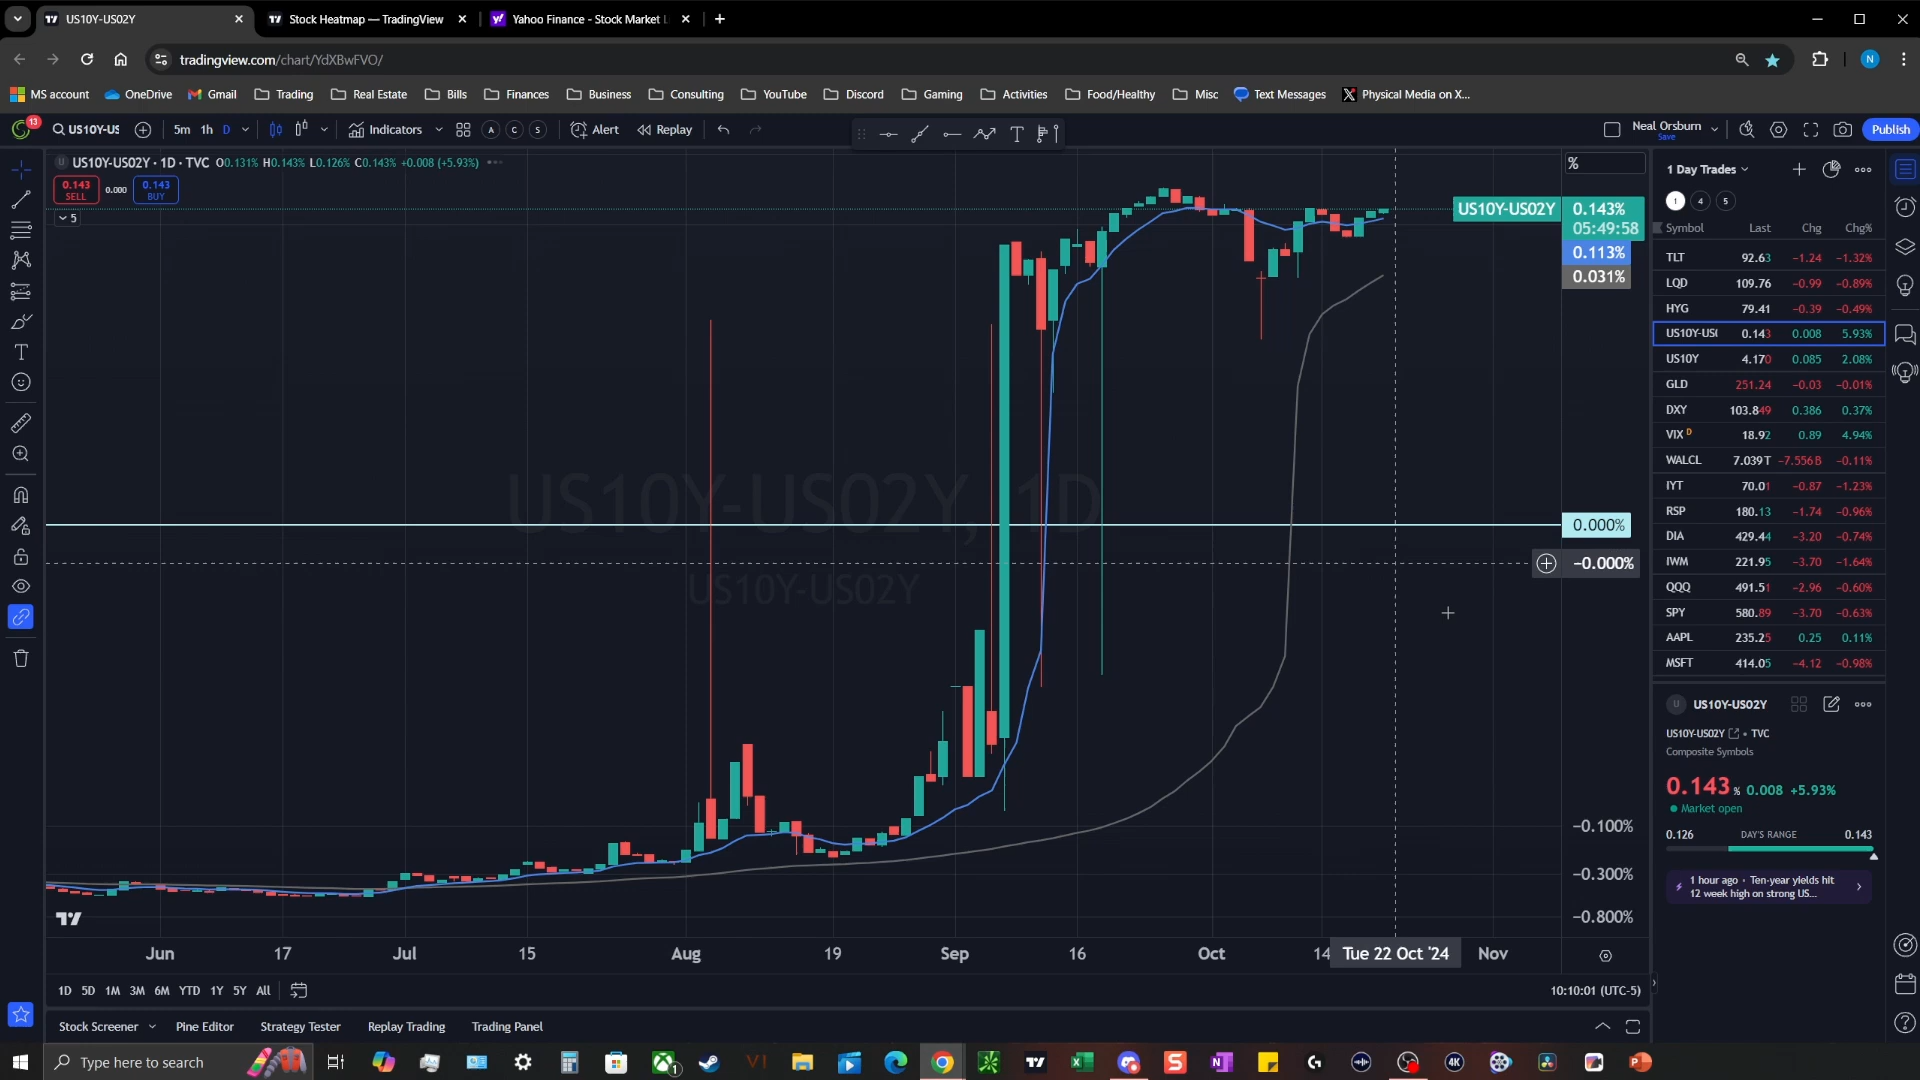 US10Y-US02Y
Stock Heatmap — TradingView
Yahoo Finance - Stock Market L
tradingview.com/chart/YdXBwFVO/
N
MS account OneDrive Gmail Trading Real Estate Bills Finances Business Consulting YouTube Discord Gaming Activities Food/Healthy Misc Text Messages Physical Media on X...
13 US10Y-US 5m 1h D Indicators A C S Alert Replay Neal Orsburn Save Publish
U US10Y-US02Y · 1D · TVC O0.131% H0.143% L0.126% C0.143% +0.008 (+5.93%)
0.143 SELL 0.000 0.143 BUY
5
US10Y-US02Y, 1D
US10Y-US02Y
%
US10Y-US02Y 0.143%
05:49:58
0.113%
0.031%
0.000%
−0.000%
−0.100%
−0.300%
−0.800%
Jun 17 Jul 15 Aug 19 Sep 16 Oct 14 Tue 22 Oct '24 Nov
1D 5D 1M 3M 6M YTD 1Y 5Y All
10:10:01 (UTC-5)
Stock Screener Pine Editor Strategy Tester Replay Trading Trading Panel
1 Day Trades
1 4 5
Symbol Last Chg Chg%
TLT 92.63 −1.24 −1.32%
LQD 109.76 −0.99 −0.89%
HYG 79.41 −0.39 −0.49%
US10Y-US( 0.143 0.008 5.93%
US10Y 4.170 0.085 2.08%
GLD 251.24 −0.03 −0.01%
DXY 103.849 0.386 0.37%
VIX D 18.92 0.89 4.94%
WALCL 7.039T −7.556B −0.11%
IYT 70.01 −0.87 −1.23%
RSP 180.13 −1.74 −0.96%
DIA 429.44 −3.20 −0.74%
IWM 221.95 −3.70 −1.64%
QQQ 491.51 −2.96 −0.60%
SPY 580.89 −3.70 −0.63%
AAPL 235.25 0.25 0.11%
MSFT 414.05 −4.12 −0.98%
U US10Y-US02Y
US10Y-US02Y • TVC
Composite Symbols
0.143 % 0.008 +5.93%
Market open
0.126 DAY'S RANGE 0.143
1 hour ago • Ten-year yields hit
12 week high on strong US...
Type here to search